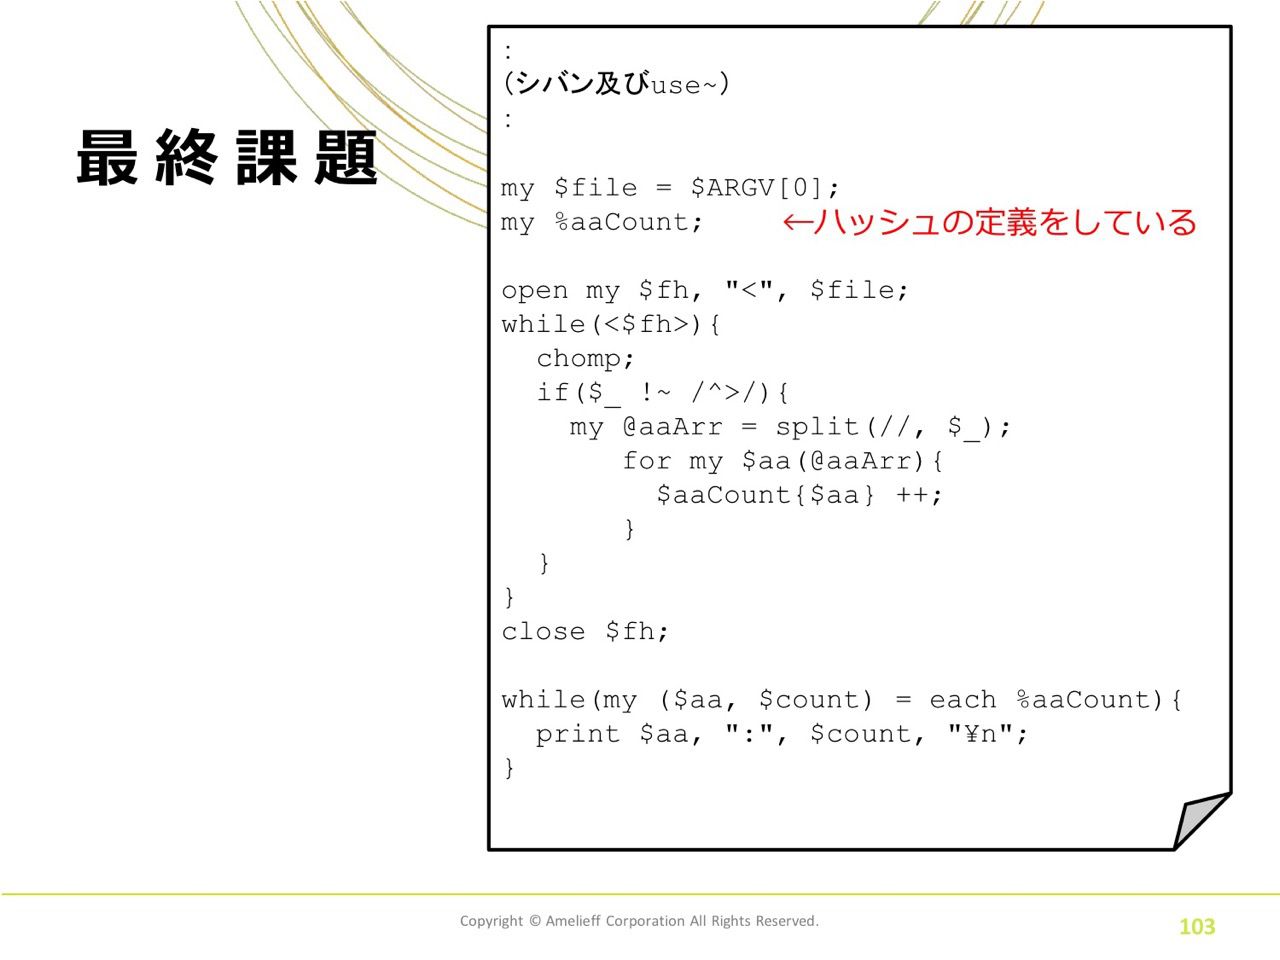 最終課題
:
(シバン及びuse~)
:
my $file = $ARGV[0];
my %aaCount; ←ハッシュの定義をしている
open my $fh, "<", $file;
while(<$fh>){
chomp;
if($_ !~ /^>/){
my @aaArr = split(//, $_);
for my $aa(@aaArr){
$aaCount{$aa} ++;
}
}
}
close $fh;
while(my ($aa, $count) = each %aaCount){
print $aa, ":", $count, "¥n";
}
Copyright © Amelieff Corporation All Rights Reserved.
103